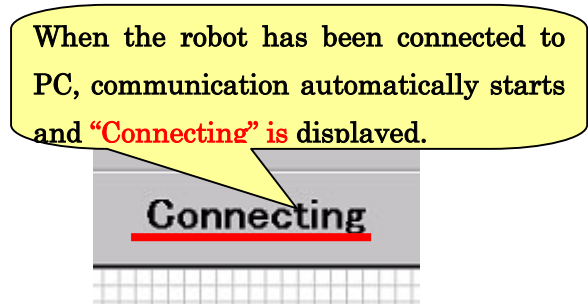 When the robot has been connected to
PC, communication automatically starts
and “Connecting” is displayed.
Connecting